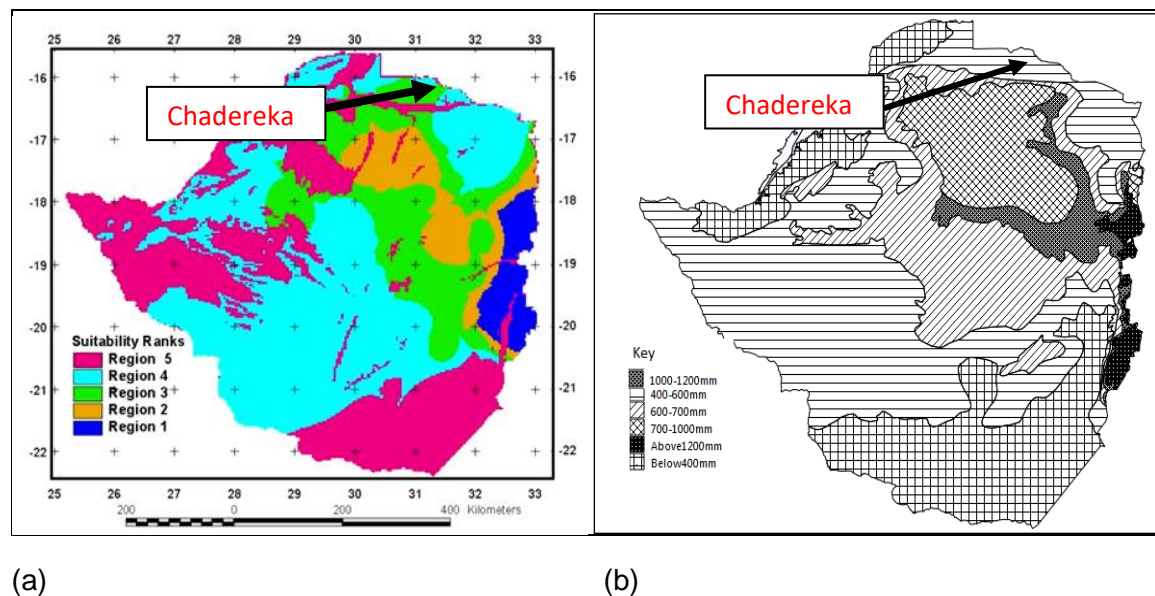 25 26 27 28 29 30 31 32 33
-16
-17
-18
-19
-20
-21
-22
-16
-17
-18
-19
-20
-21
-22
Chadereka
Suitability Ranks
Region 5
Region 4
Region 3
Region 2
Region 1
25 26 27 28 29 30 31 32 33
200 0 200 400 Kilometers
Chadereka
Key
1000-1200mm
400-600mm
600-700mm
700-1000mm
Above1200mm
Below400mm
(a) (b)